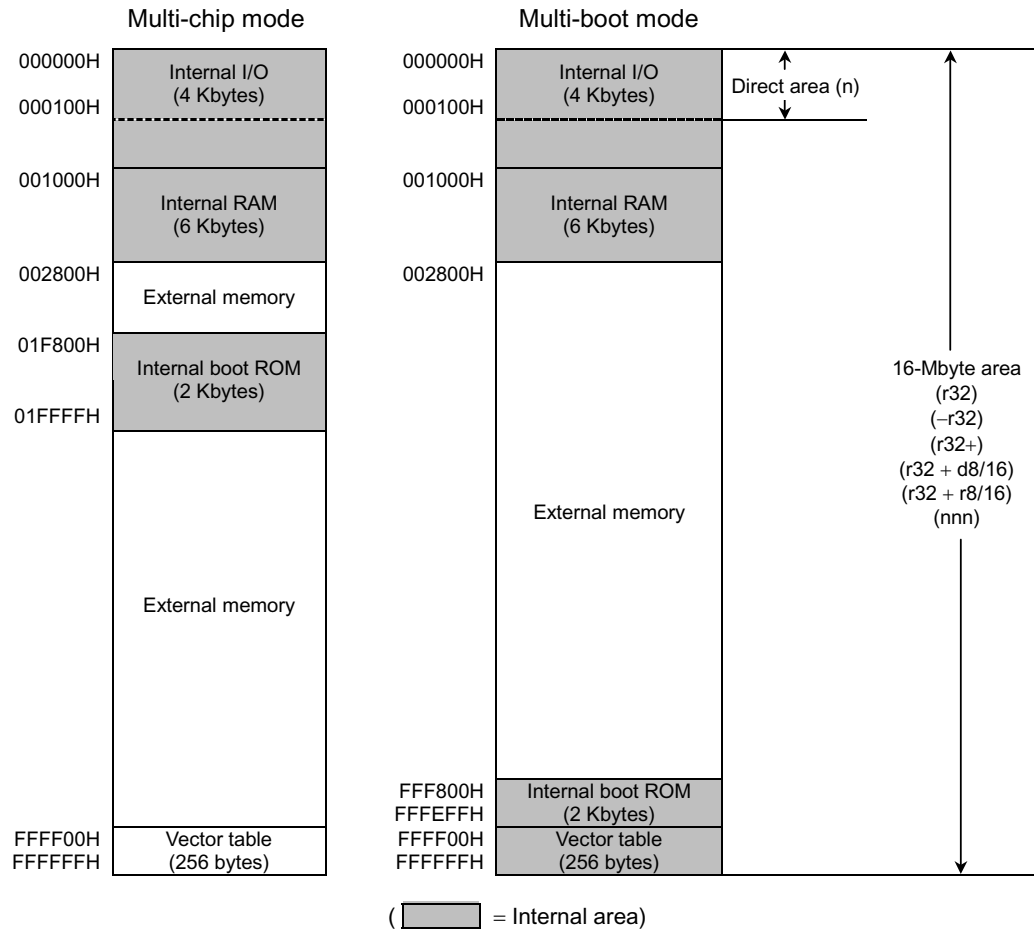 Multi-chip mode
000000H
Internal I/O
(4 Kbytes)
000100H
001000H
Internal RAM
(6 Kbytes)
002800H
External memory
01F800H
Internal boot ROM
(2 Kbytes)
01FFFFH
External memory
FFFF00H
Vector table
FFFFFFH
(256 bytes)
Multi-boot mode
000000H
Internal I/O
(4 Kbytes)
000100H
Direct area (n)
001000H
Internal RAM
(6 Kbytes)
002800H
External memory
FFF800H
Internal boot ROM
FFFEFFH
(2 Kbytes)
FFFF00H
Vector table
FFFFFFH
(256 bytes)
16-Mbyte area
(r32)
(−r32)
(r32+)
(r32 + d8/16)
(r32 + r8/16)
(nnn)
( = Internal area)